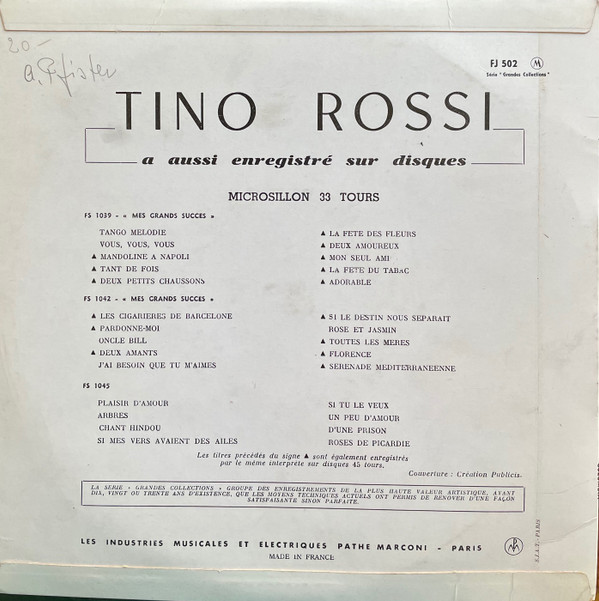 20-
A. Pfister
FJ 502
Série "Grandes Collections"
TINO ROSSI
a aussi enregistré sur disques
MICROSILLON 33 TOURS
FS 1039 - « MES GRANDS SUCCES »
TANGO MELODIE
VOUS, VOUS, VOUS
▲ MANDOLINE A NAPOLI
▲ TANT DE FOIS
▲ DEUX PETITS CHAUSSONS
▲ LA FETE DES FLEURS
▲ DEUX AMOUREUX
▲ MON SEUL AMI
▲ LA FETE DU TABAC
▲ ADORABLE
FS 1042 - « MES GRANDS SUCCES »
▲ LES CIGARIERES DE BARCELONE
▲ PARDONNE-MOI
ONCLE BILL
▲ DEUX AMANTS
J'AI BESOIN QUE TU M'AIMES
▲ SI LE DESTIN NOUS SEPARAIT
ROSE ET JASMIN
▲ TOUTES LES MERES
▲ FLORENCE
▲ SERENADE MEDITERRANEENNE
FS 1045
PLAISIR D'AMOUR
ARBRES
CHANT HINDOU
SI MES VERS AVAIENT DES AILES
SI TU LE VEUX
UN PEU D'AMOUR
D'UNE PRISON
ROSES DE PICARDIE
Les titres précédés du signe ▲ sont également enregistrés
par le même interprète sur disques 45 tours.
Couverture : Création Publicis.
LA SERIE « GRANDES COLLECTIONS » GROUPE DES ENREGISTREMENTS DE LA PLUS HAUTE VALEUR ARTISTIQUE, AYANT
DIX, VINGT OU TRENTE ANS D'EXISTENCE, QUE LES MOYENS TECHNIQUES ACTUELS ONT PERMIS DE RENOVER D'UNE FAÇON
SATISFAISANTE SINON PARFAITE.
LES INDUSTRIES MUSICALES ET ELECTRIQUES PATHE MARCONI - PARIS
MADE IN FRANCE